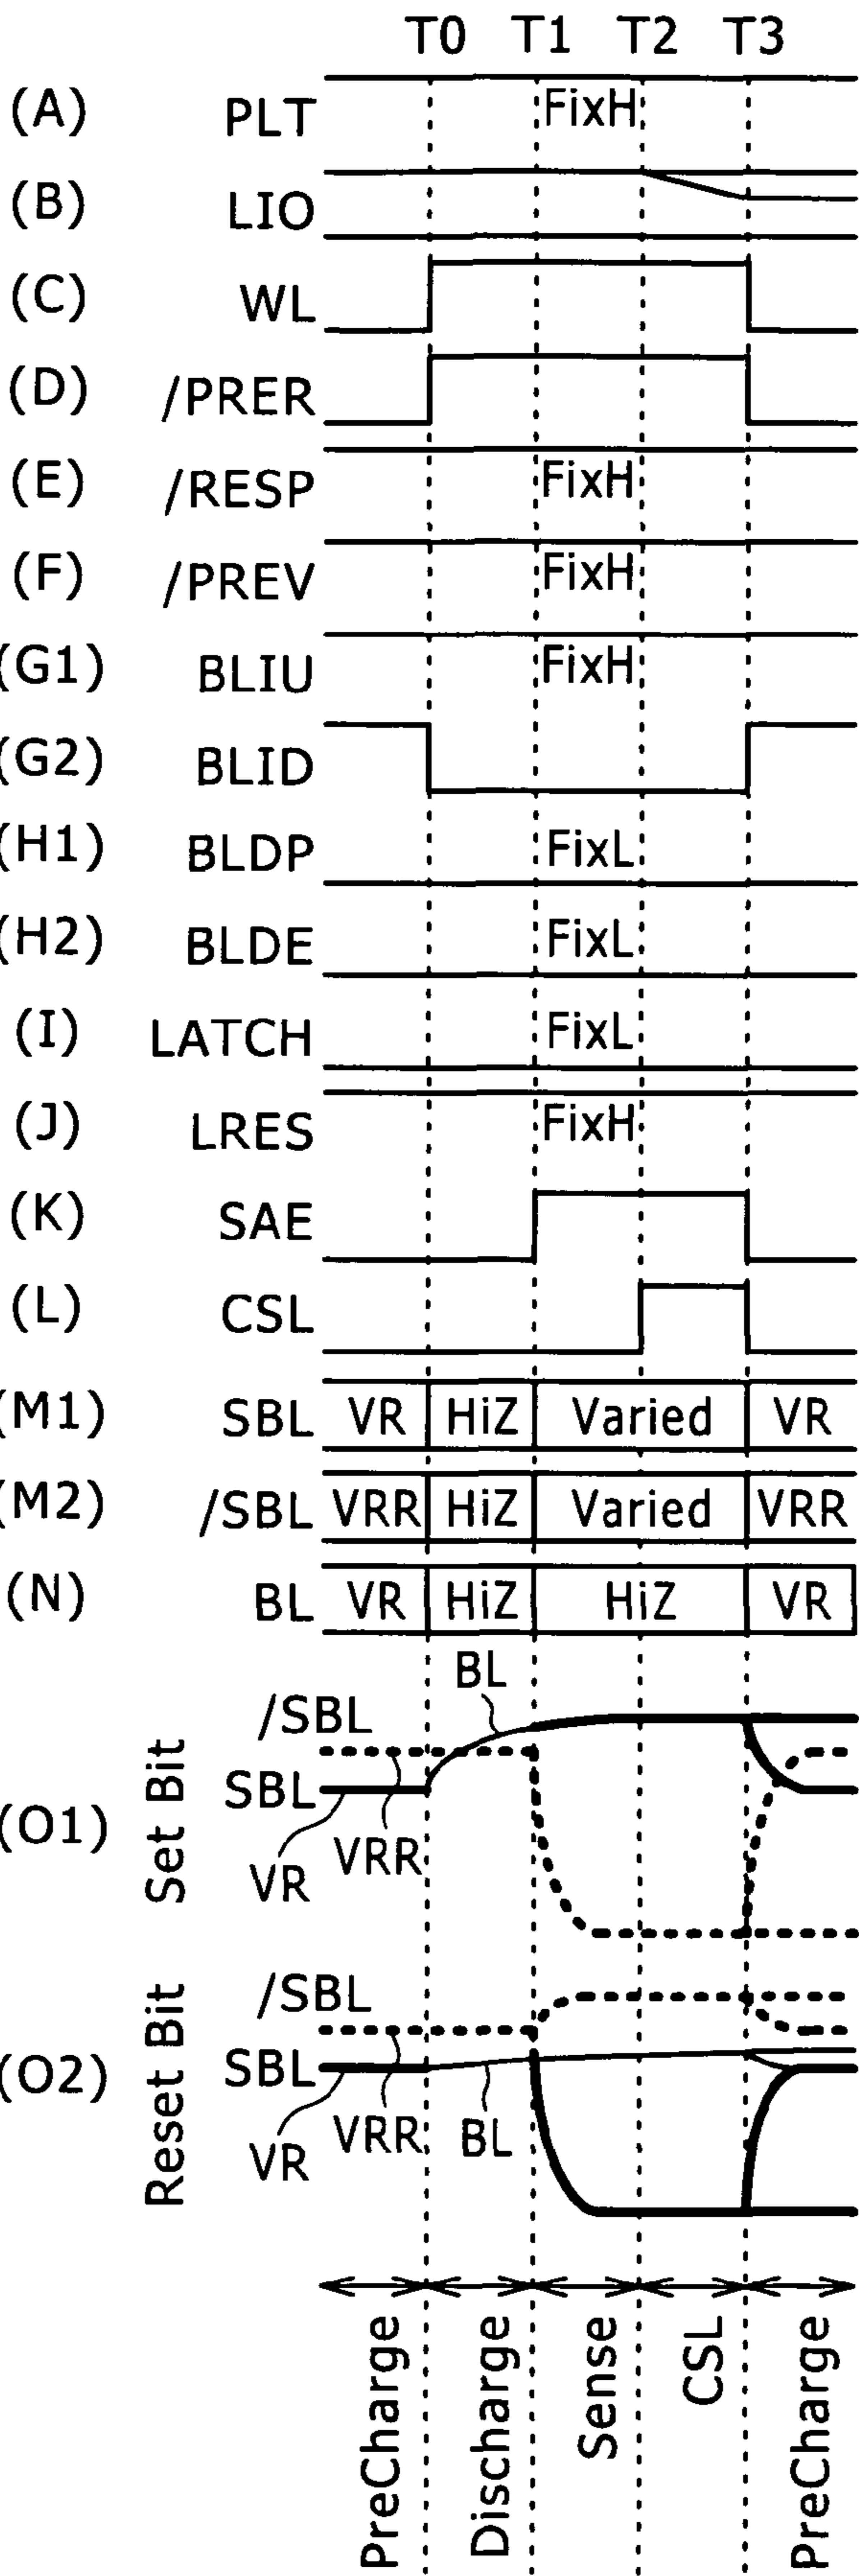 T0 T1 T2 T3
(A) PLT FixH
(B) LIO
(C) WL
(D) /PRER
(E) /RESP FixH
(F) /PREV FixH
(G1) BLIU FixH
(G2) BLID
(H1) BLDP FixL
(H2) BLDE FixL
(I) LATCH FixL
(J) LRES FixH
(K) SAE
(L) CSL
(M1) SBL VR HiZ Varied VR
(M2) /SBL VRR HiZ Varied VRR
(N) BL VR HiZ HiZ VR
BL
/SBL
SBL
(O1) Set Bit
VR VRR
/SBL
SBL
(O2) Reset Bit
VR VRR BL
PreCharge Discharge Sense CSL PreCharge